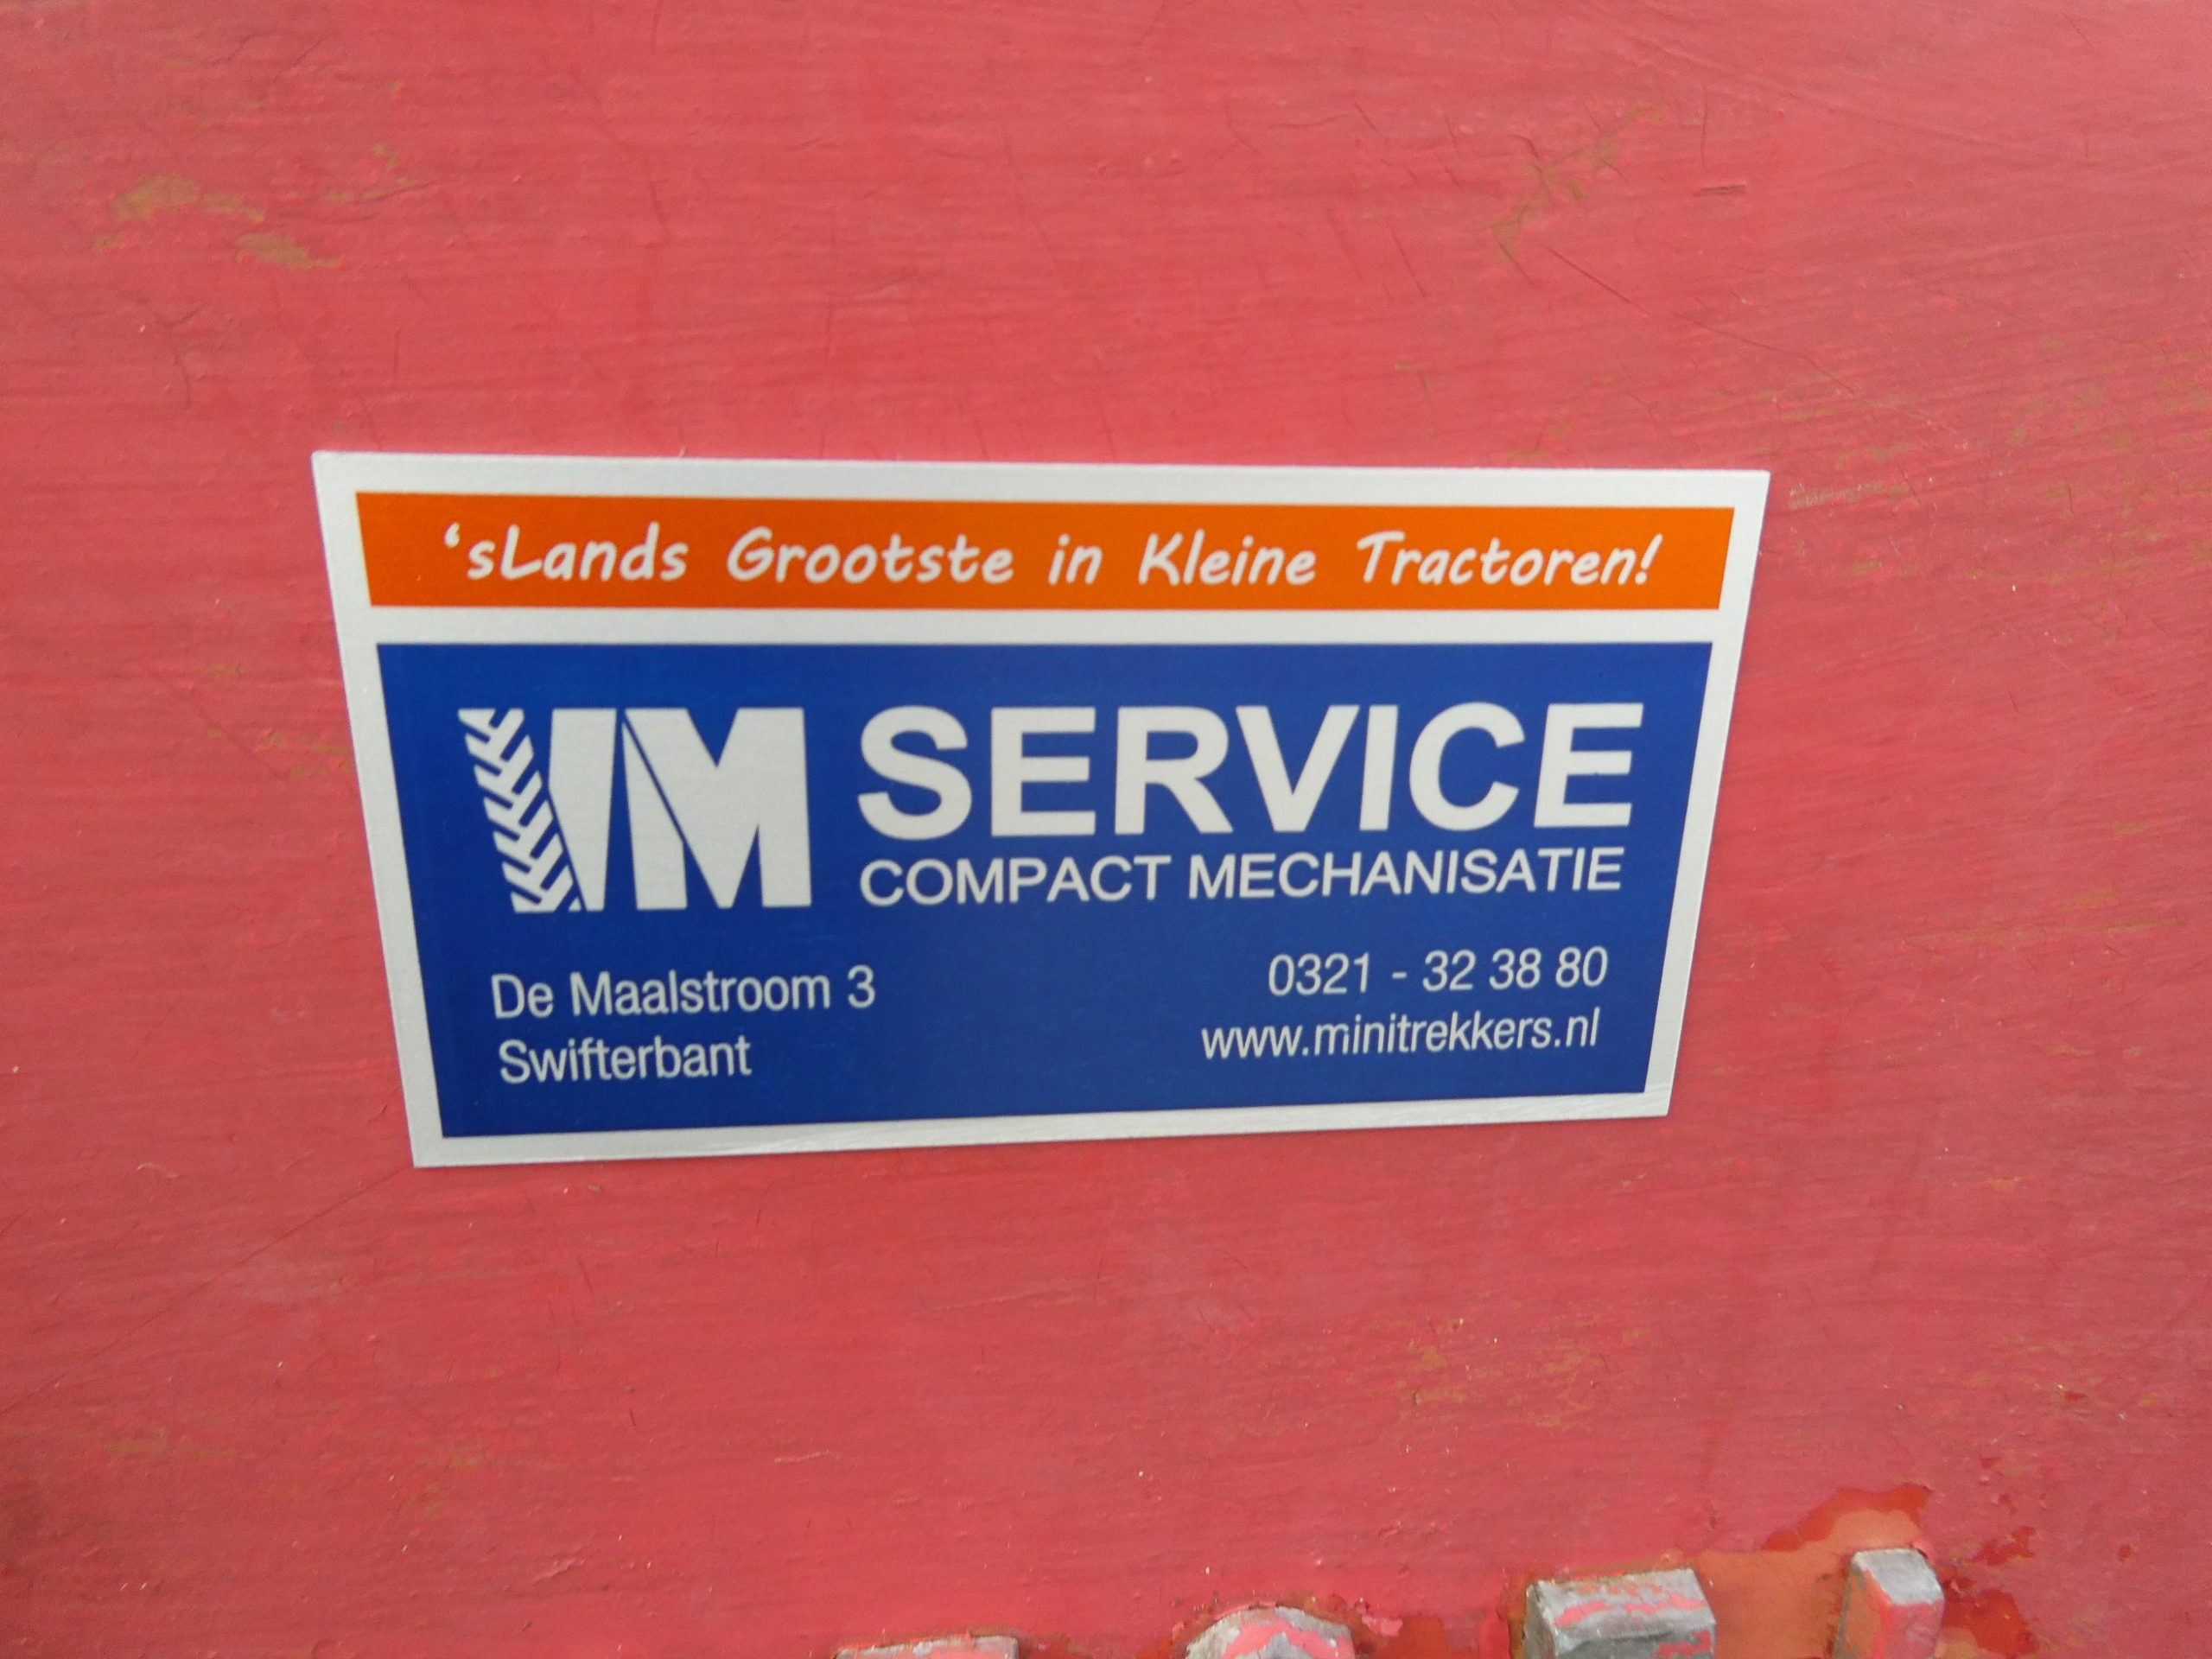 ‘sLands Grootste in Kleine Tractoren!
IM SERVICE
COMPACT MECHANISATIE
De Maalstroom 3
Swifterbant
0321 - 32 38 80
www.minitrekkers.nl